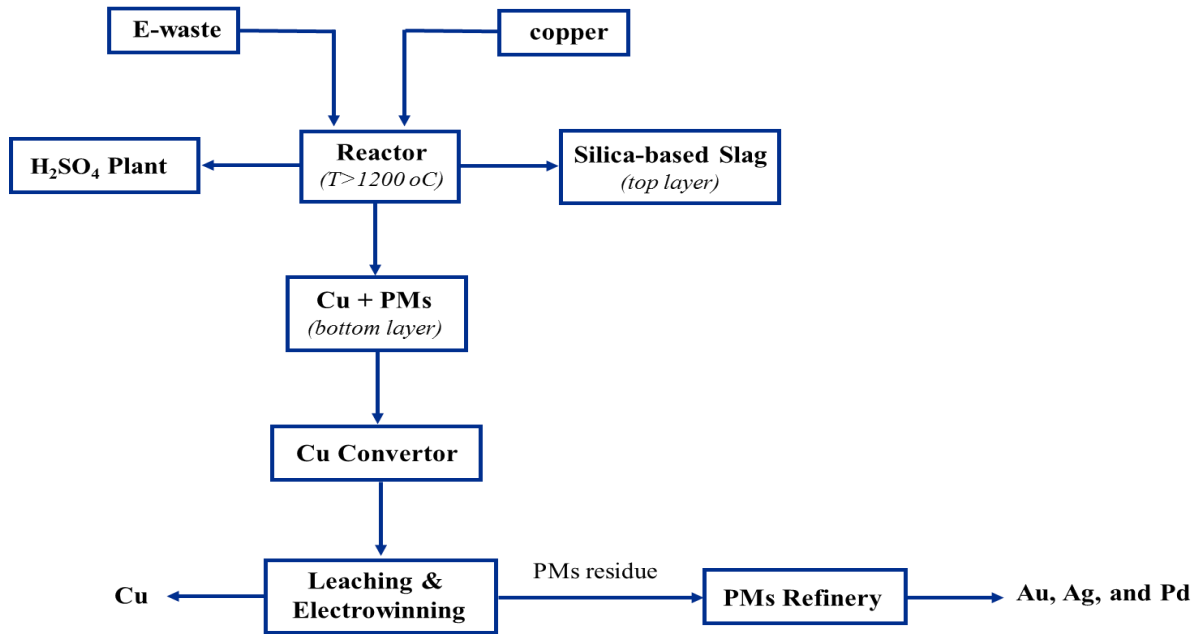 E-waste
copper
H₂SO₄ Plant
Reactor
(T>1200 oC)
Silica-based Slag
(top layer)
Cu + PMs
(bottom layer)
Cu Convertor
Cu
Leaching &
Electrowinning
PMs residue
PMs Refinery
Au, Ag, and Pd